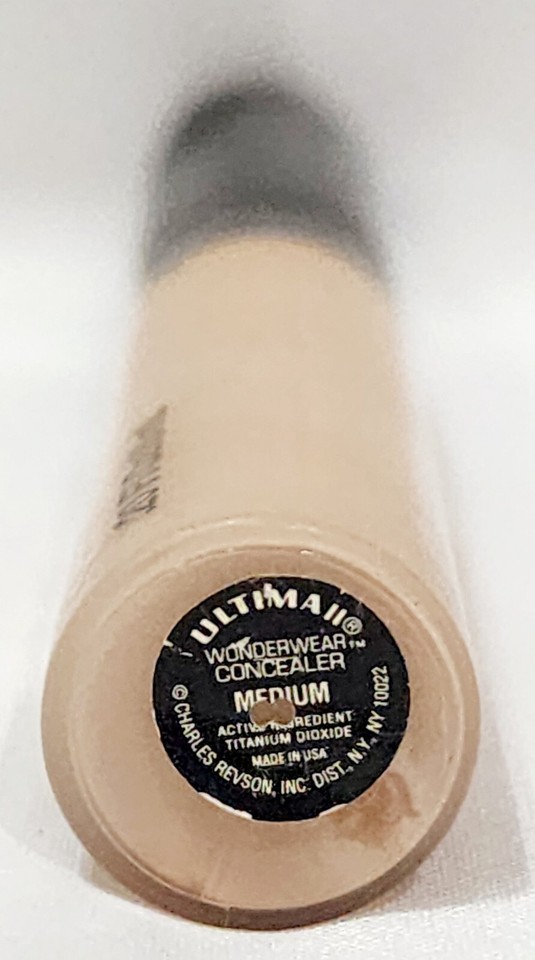 ULTIMA II®
WONDERWEAR™
CONCEALER
MEDIUM
ACTIVE INGREDIENT
TITANIUM DIOXIDE
MADE IN USA
© CHARLES REVSON, INC. DIST., N.Y., NY 10022